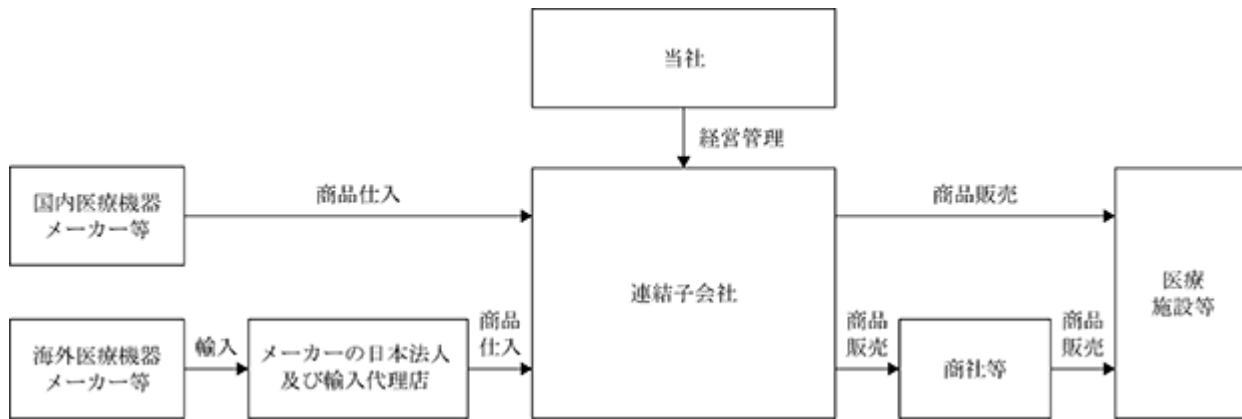 当社
経営管理
国内医療機器
メーカー等
商品仕入
商品販売
連結子会社
医療
施設等
海外医療機器
メーカー等
輸入
メーカーの日本法人
及び輸入代理店
商品
仕入
商品
販売
商社等
商品
販売